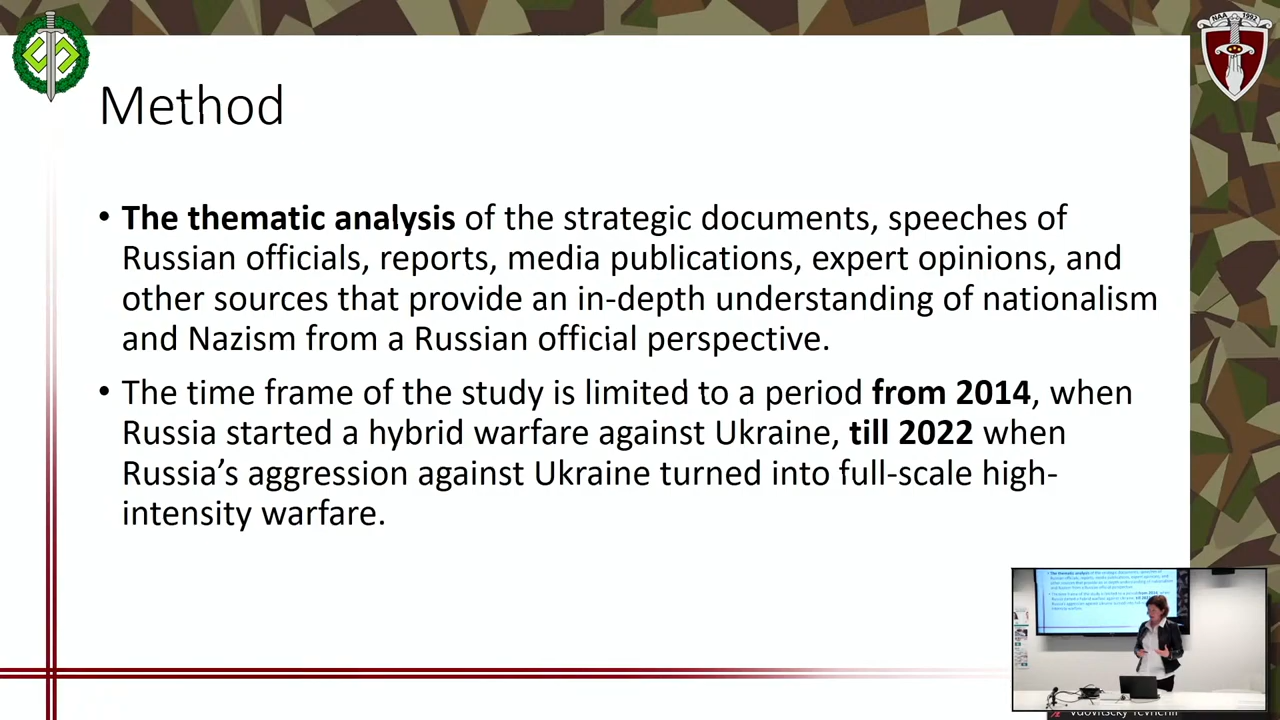 NAA 1992
Method
• The thematic analysis of the strategic documents, speeches of
Russian officials, reports, media publications, expert opinions, and
other sources that provide an in-depth understanding of nationalism
and Nazism from a Russian official perspective.
• The time frame of the study is limited to a period from 2014, when
Russia started a hybrid warfare against Ukraine, till 2022 when
Russia’s aggression against Ukraine turned into full-scale high-
intensity warfare.